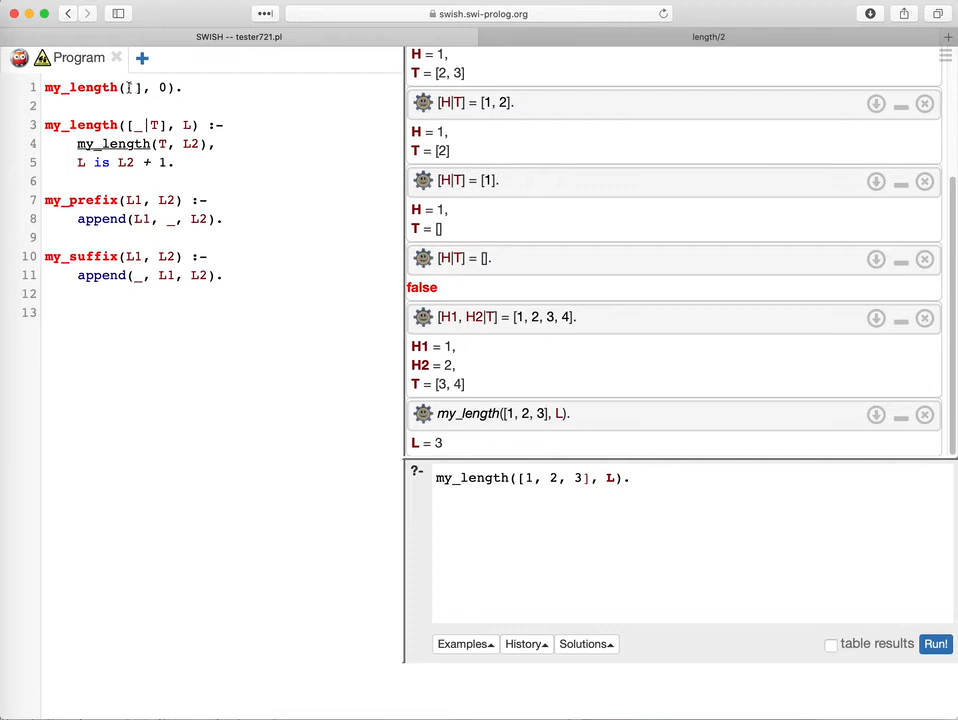 swish.swi-prolog.org
SWISH -- tester721.pl
length/2
Program
1 my_length([], 0).
2
3 my_length([_|T], L) :-
4 my_length(T, L2),
5 L is L2 + 1.
6
7 my_prefix(L1, L2) :-
8 append(L1, _, L2).
9
10 my_suffix(L1, L2) :-
11 append(_, L1, L2).
12
13
H = 1,
T = [2, 3]
[H|T] = [1, 2].
H = 1,
T = [2]
[H|T] = [1].
H = 1,
T = []
[H|T] = [].
false
[H1, H2|T] = [1, 2, 3, 4].
H1 = 1,
H2 = 2,
T = [3, 4]
my_length([1, 2, 3], L).
L = 3
?- my_length([1, 2, 3], L).
Examples History Solutions table results Run!